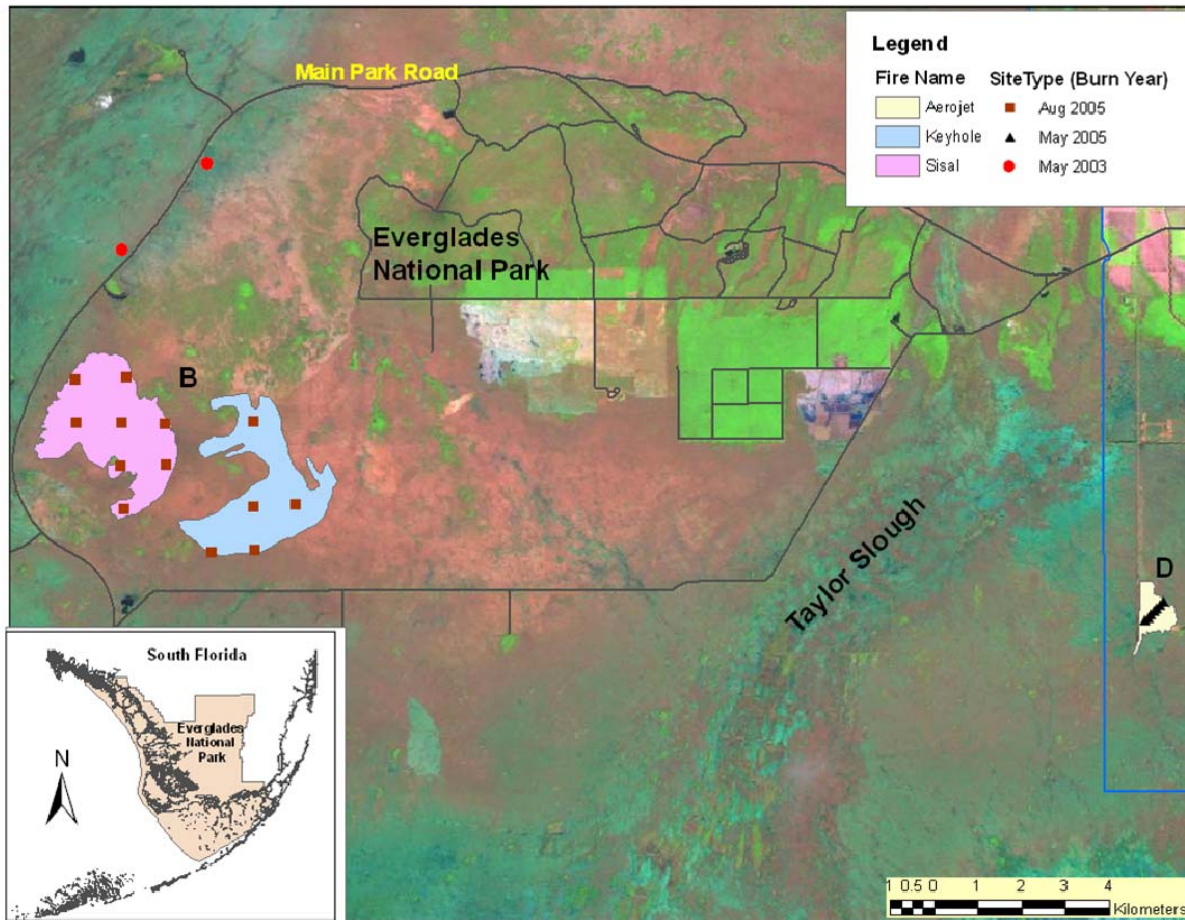 Main Park Road
Legend
Fire Name
Aerojet
Keyhole
Sisal
SiteType (Burn Year)
Aug 2005
May 2005
May 2003
Everglades
National Park
B
Taylor Slough
D
South Florida
Everglades
National
Park
N
1 0.5 0 1 2 3 4
Kilometers